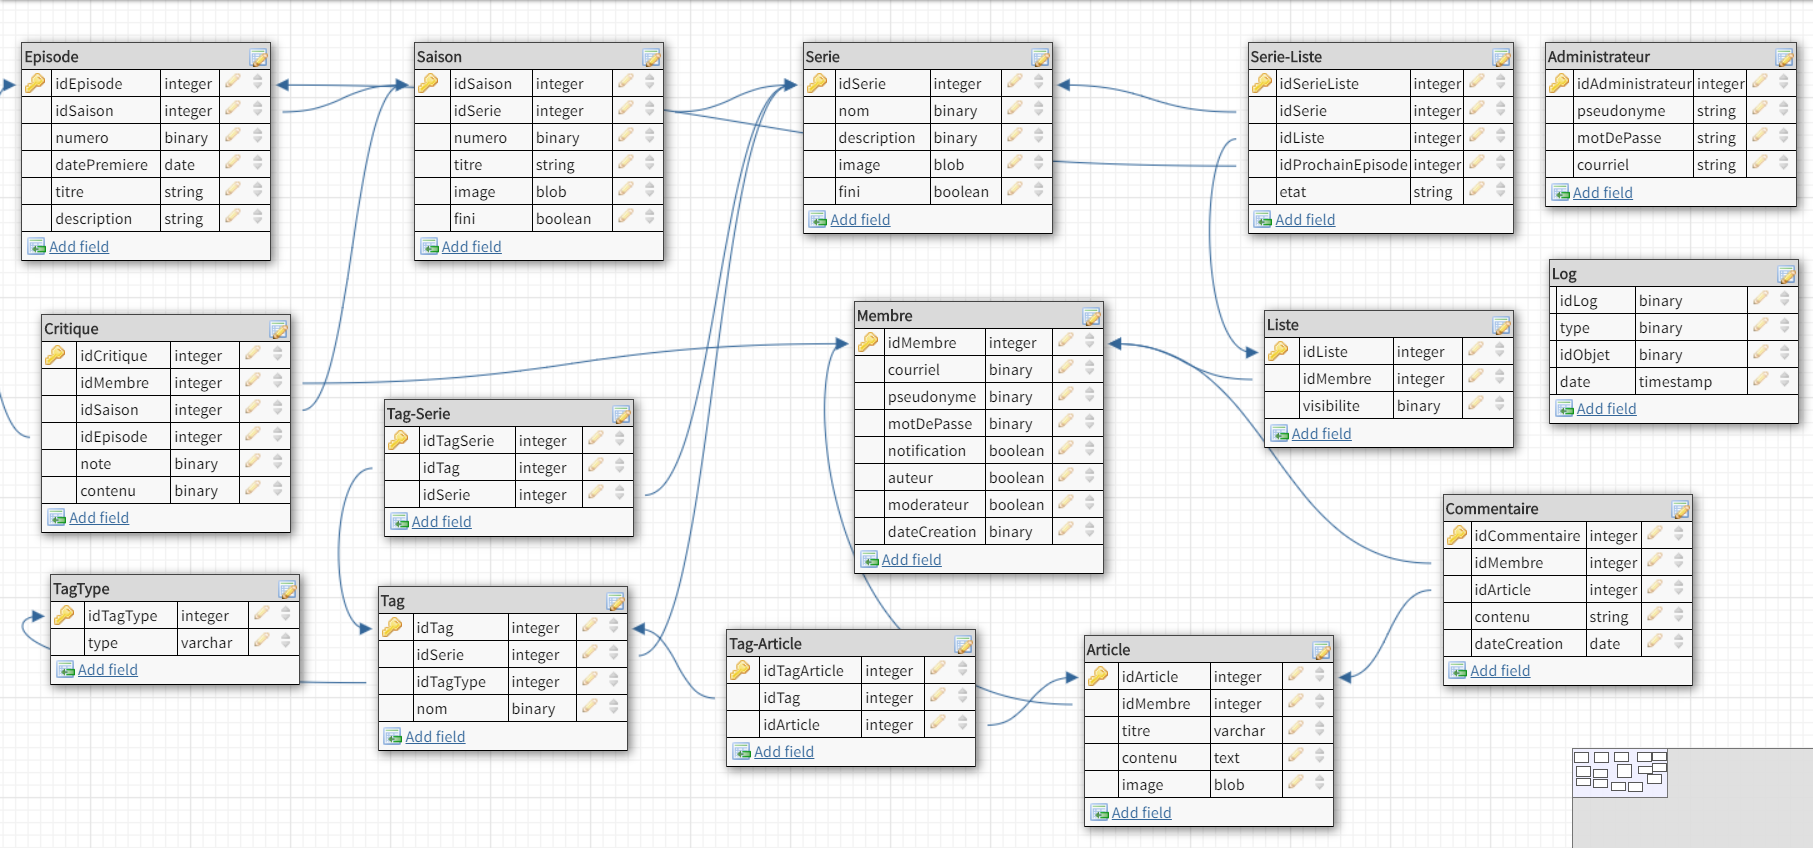 Episode
idEpisode integer
idSaison integer
numero binary
datePremiere date
titre string
description string
Add field
Saison
idSaison integer
idSerie integer
numero binary
titre string
image blob
fini boolean
Add field
Serie
idSerie integer
nom binary
description binary
image blob
fini boolean
Add field
Serie-Liste
idSerieListe integer
idSerie integer
idListe integer
idProchainEpisode integer
etat string
Add field
Administrateur
idAdministrateur integer
pseudonyme string
motDePasse string
courriel string
Add field
Log
idLog binary
type binary
idObjet binary
date timestamp
Add field
Critique
idCritique integer
idMembre integer
idSaison integer
idEpisode integer
note binary
contenu binary
Add field
Tag-Serie
idTagSerie integer
idTag integer
idSerie integer
Add field
Membre
idMembre integer
courriel binary
pseudonyme binary
motDePasse binary
notification boolean
auteur boolean
moderateur boolean
dateCreation binary
Add field
Liste
idListe integer
idMembre integer
visibilite binary
Add field
Commentaire
idCommentaire integer
idMembre integer
idArticle integer
contenu string
dateCreation date
Add field
TagType
idTagType integer
type varchar
Add field
Tag
idTag integer
idSerie integer
idTagType integer
nom binary
Add field
Tag-Article
idTagArticle integer
idTag integer
idArticle integer
Add field
Article
idArticle integer
idMembre integer
titre varchar
contenu text
image blob
Add field